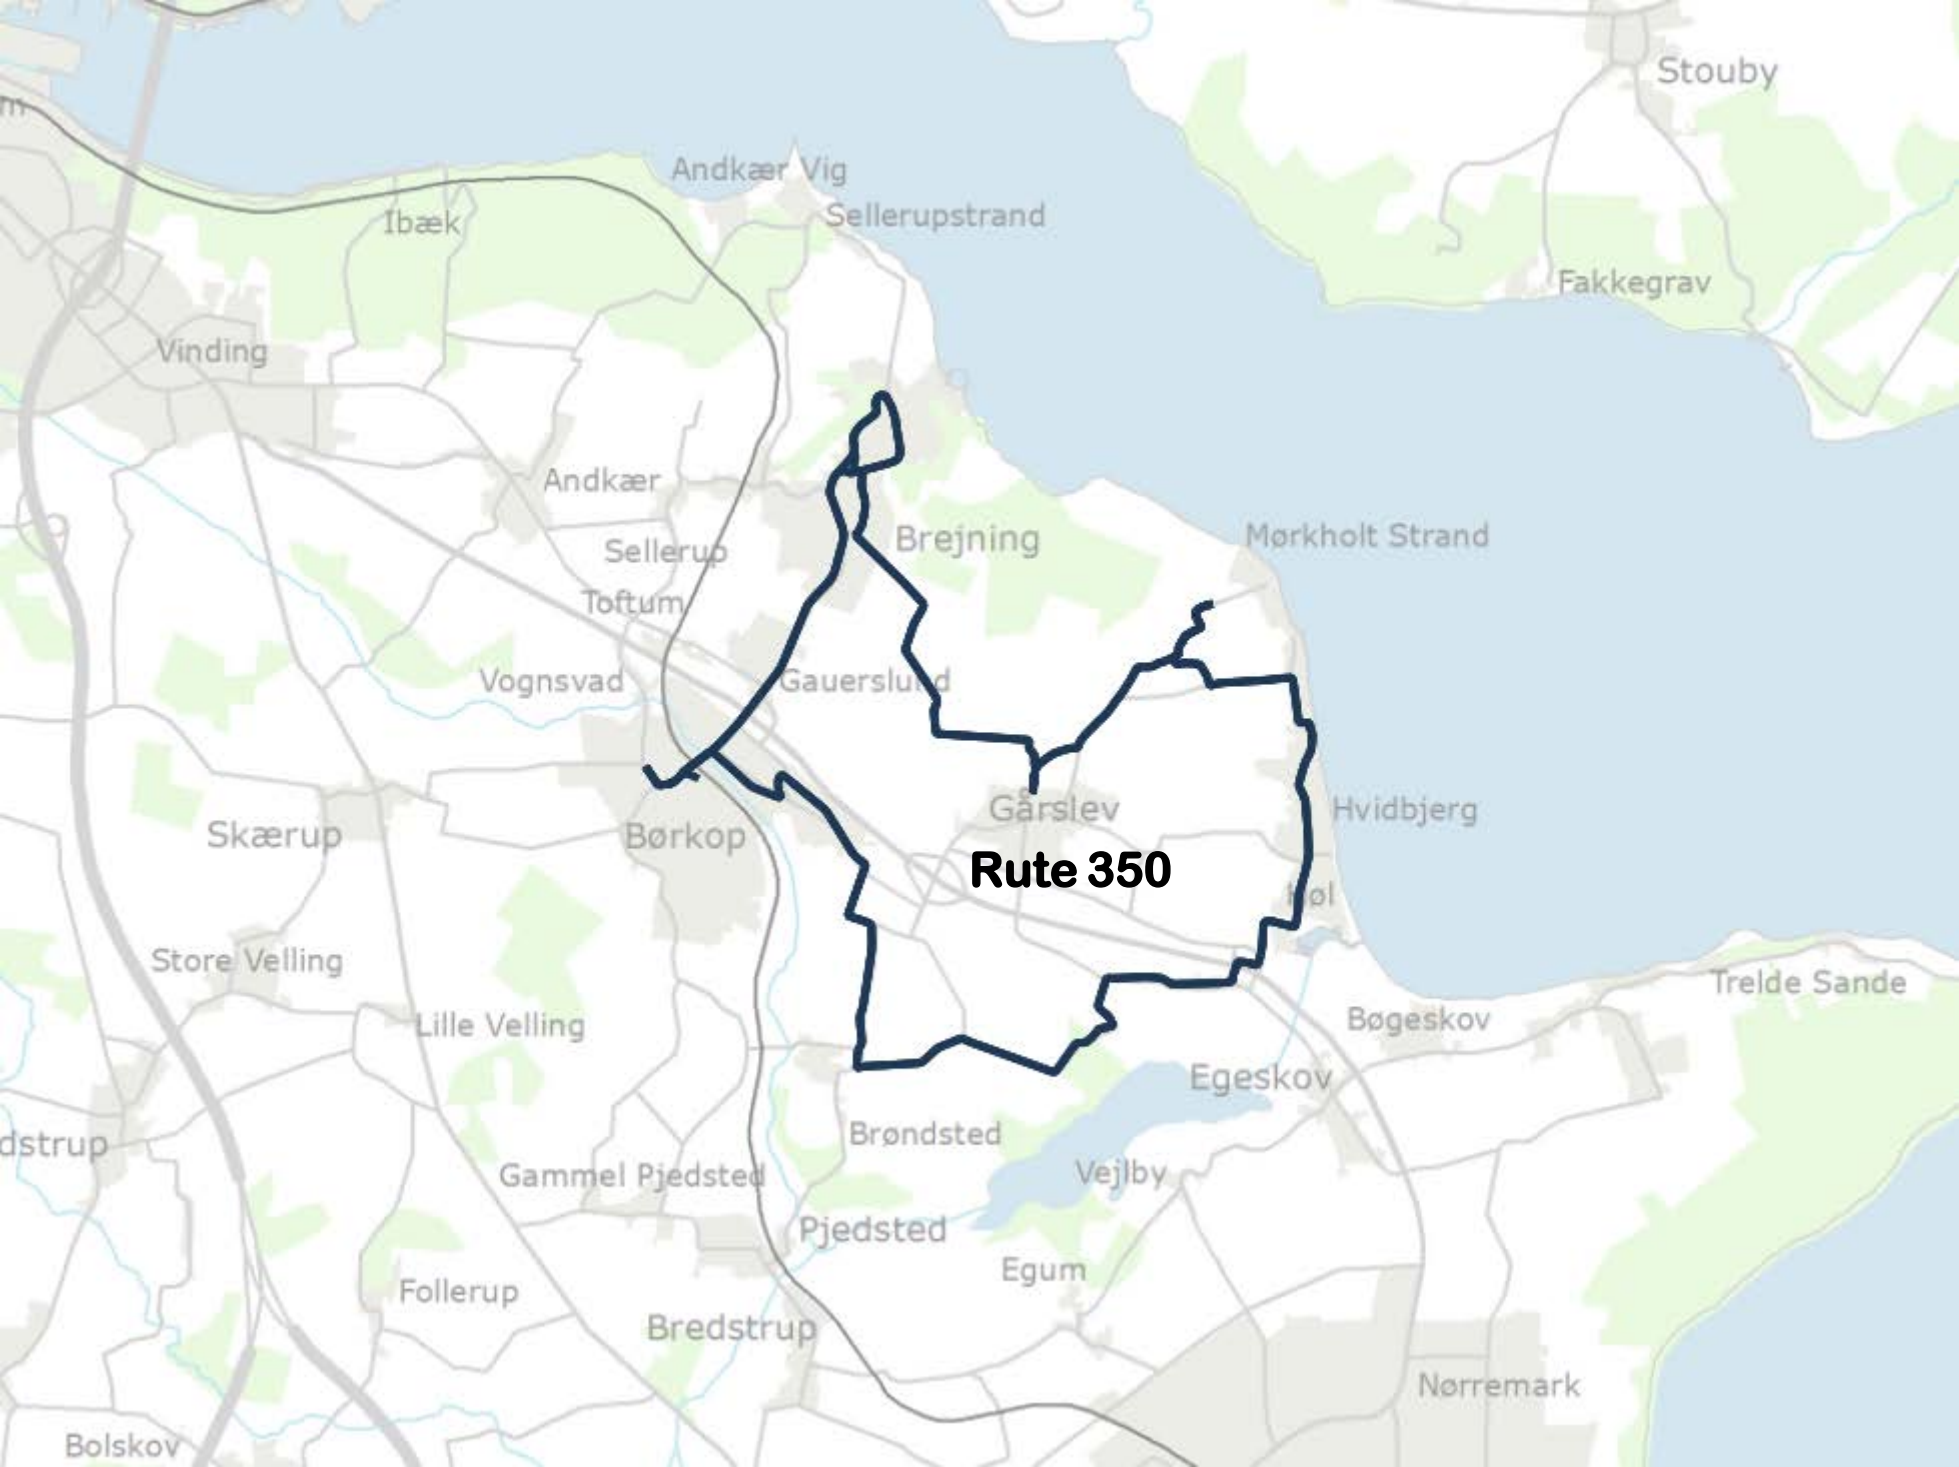 Stouby
m
Andkær Vig
Sellerupstrand
Ibæk
Fakkegrav
Vinding
Andkær
Brejning
Mørkholt Strand
Sellerup
Toftum
Vognsvad
Gauerslund
Gårslev
Hvidbjerg
Skærup
Børkop
Rute 350
Høl
Store Velling
Trelde Sande
Lille Velling
Bøgeskov
Egeskov
dstrup
Brøndsted
Gammel Pjedsted
Vejlby
Pjedsted
Egum
Follerup
Bredstrup
Nørremark
Bolskov